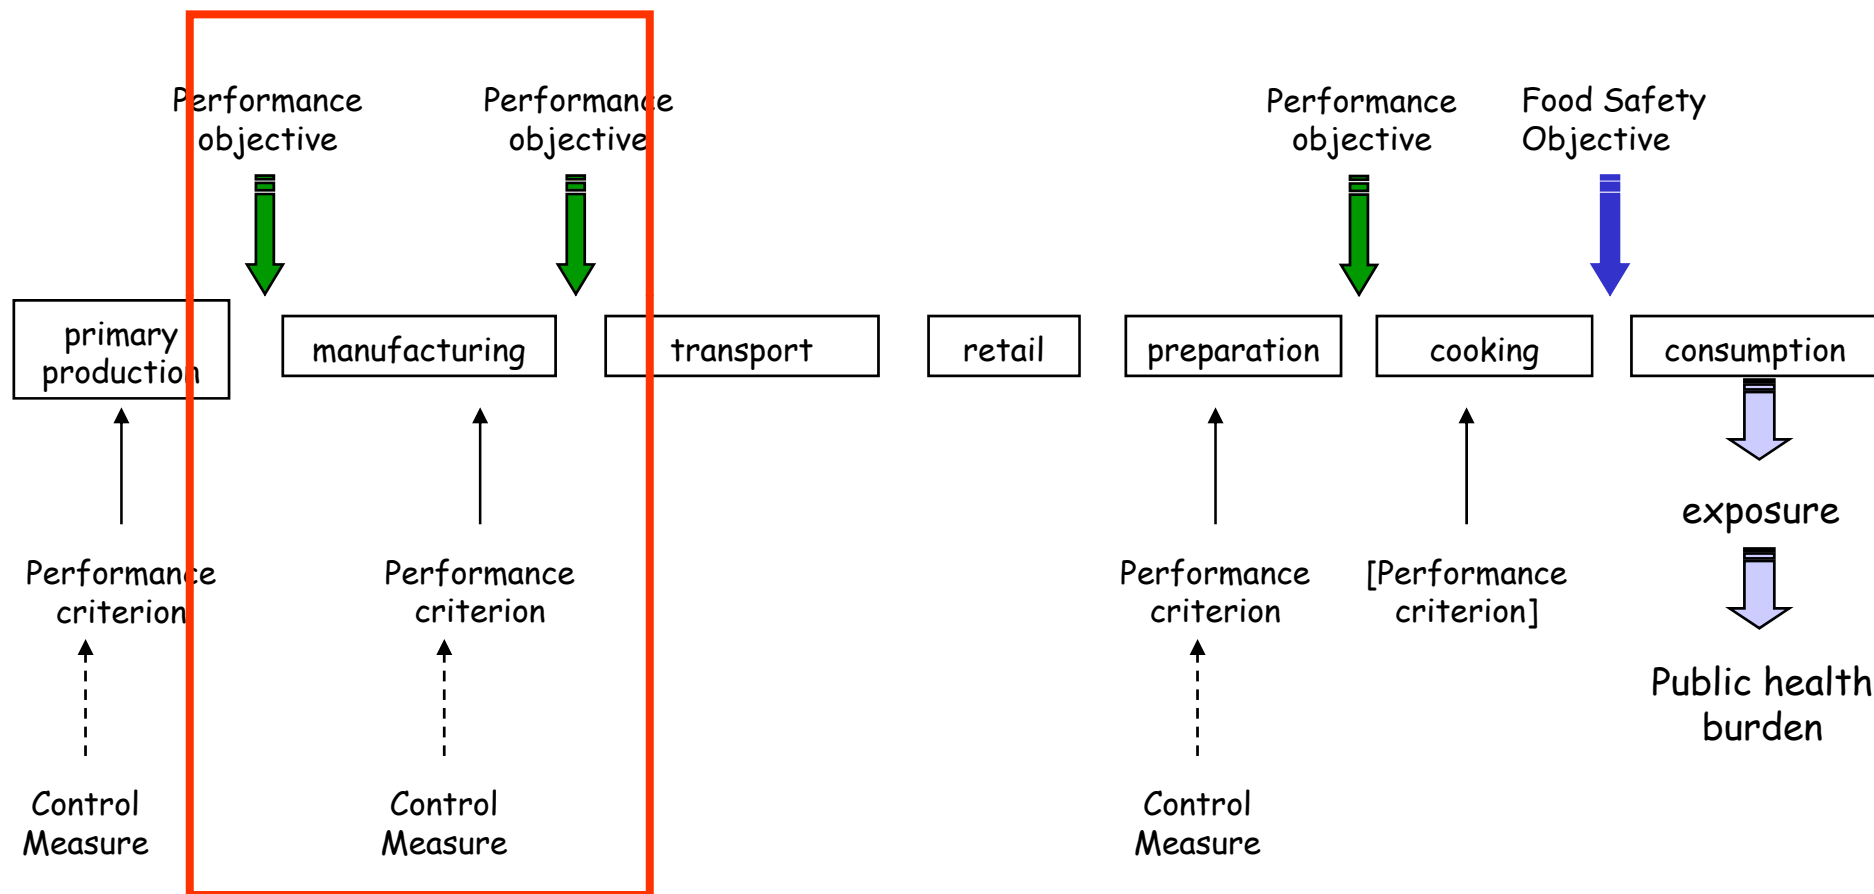 Performance
objective
Performance
objective
Performance
objective
Food Safety
Objective
primary
production
manufacturing
transport
retail
preparation
cooking
consumption
exposure
Performance
criterion
Performance
criterion
Performance
criterion
[Performance
criterion]
Public health
burden
Control
Measure
Control
Measure
Control
Measure